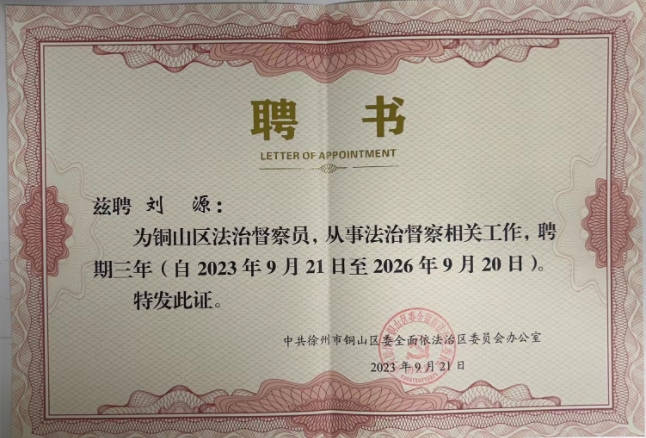 聘 书
LETTER OF APPOINTMENT
兹聘 刘 源：
为铜山区法治督察员，从事法治督察相关工作，聘
期三年（自 2023 年 9 月 21 日至 2026 年 9 月 20 日）。
特发此证。
中共徐州市铜山区委全面依法治区委员会办公室
2023 年 9 月 21 日